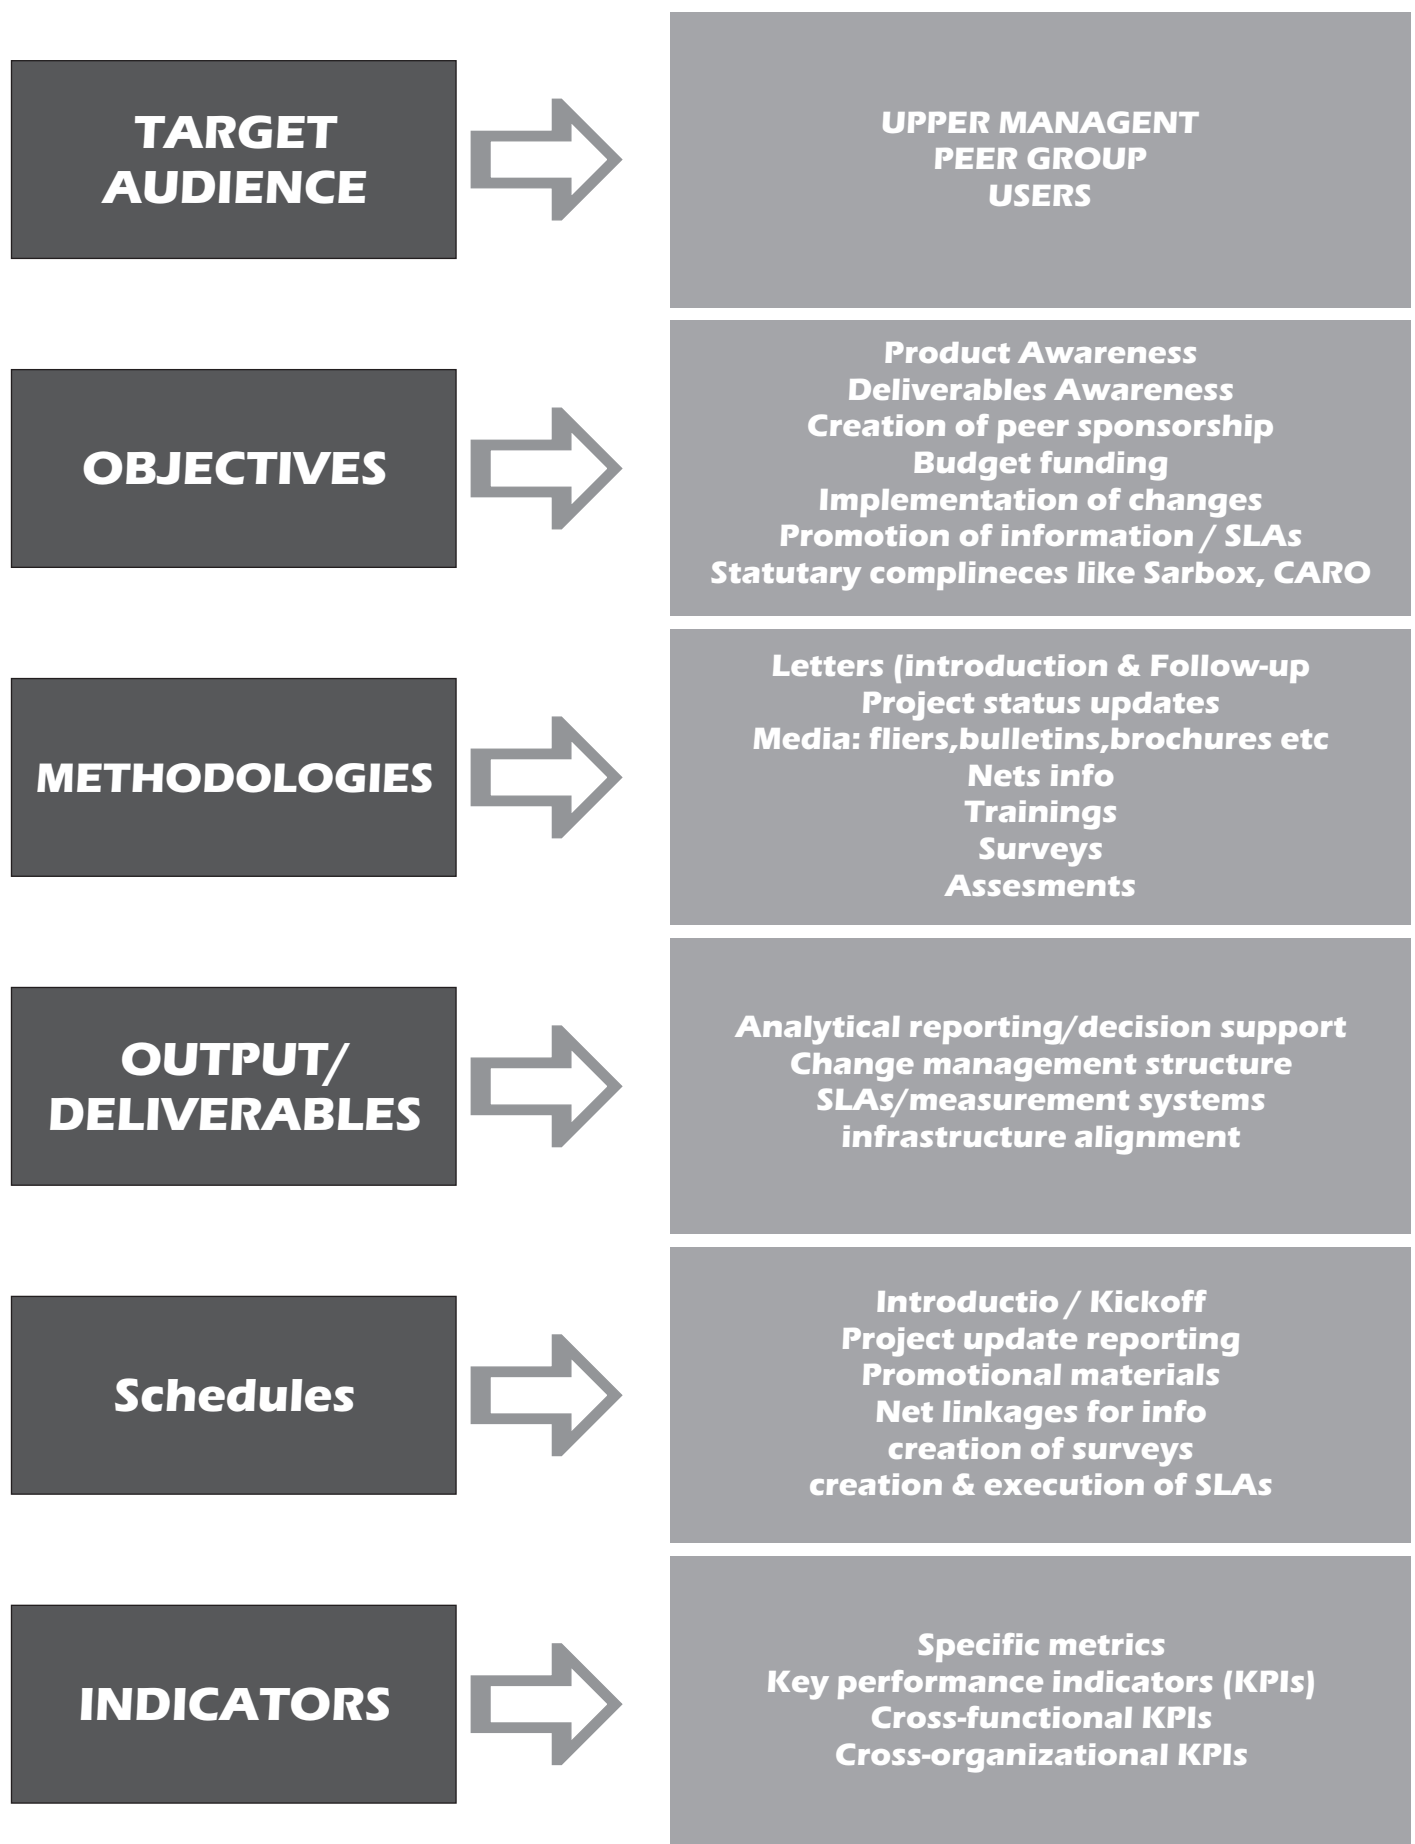 TARGET
AUDIENCE
UPPER MANAGENT
PEER GROUP
USERS
OBJECTIVES
Product Awareness
Deliverables Awareness
Creation of peer sponsorship
Budget funding
Implementation of changes
Promotion of information / SLAs
Statutary complineces like Sarbox, CARO
METHODOLOGIES
Letters (introduction & Follow-up
Project status updates
Media: fliers,bulletins,brochures etc
Nets info
Trainings
Surveys
Assesments
OUTPUT/
DELIVERABLES
Analytical reporting/decision support
Change management structure
SLAs/measurement systems
infrastructure alignment
Schedules
Introductio / Kickoff
Project update reporting
Promotional materials
Net linkages for info
creation of surveys
creation & execution of SLAs
INDICATORS
Specific metrics
Key performance indicators (KPIs)
Cross-functional KPIs
Cross-organizational KPIs